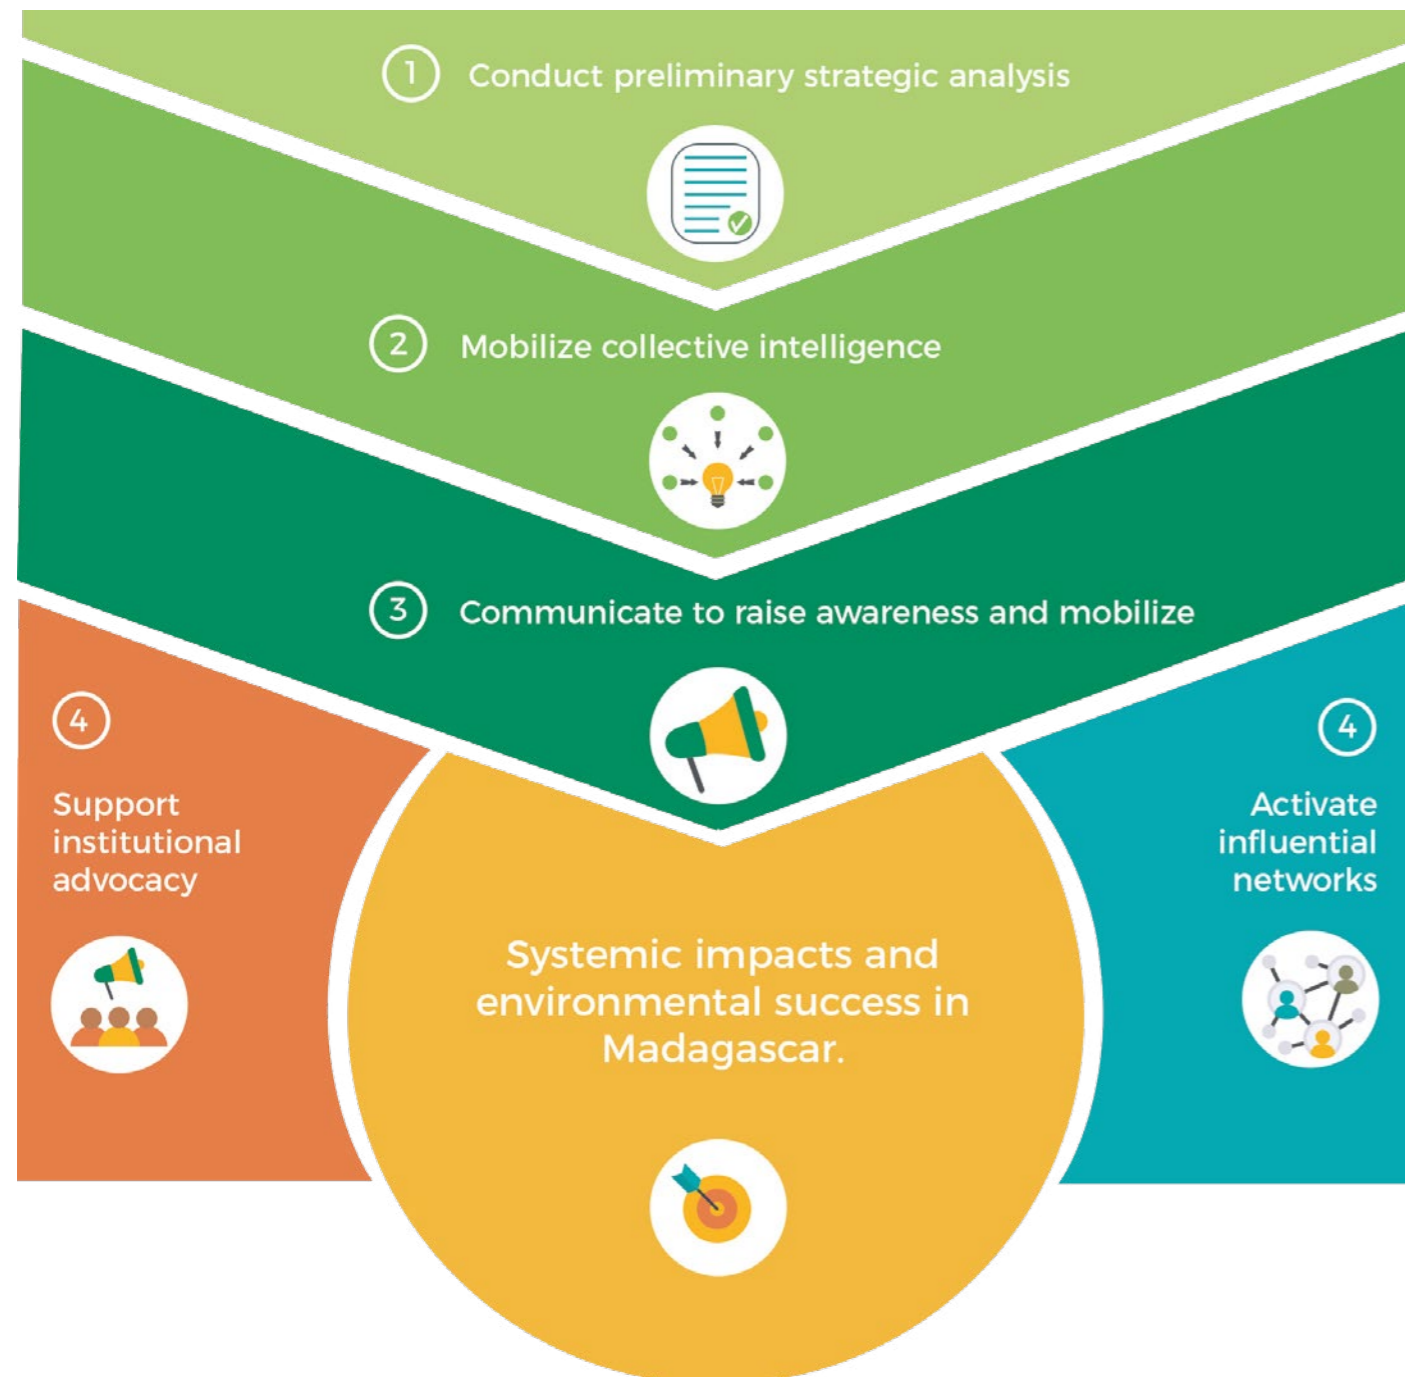 1 Conduct preliminary strategic analysis
2 Mobilize collective intelligence
3 Communicate to raise awareness and mobilize
4
Support
institutional
advocacy
4
Activate
influential
networks
Systemic impacts and
environmental success in
Madagascar.